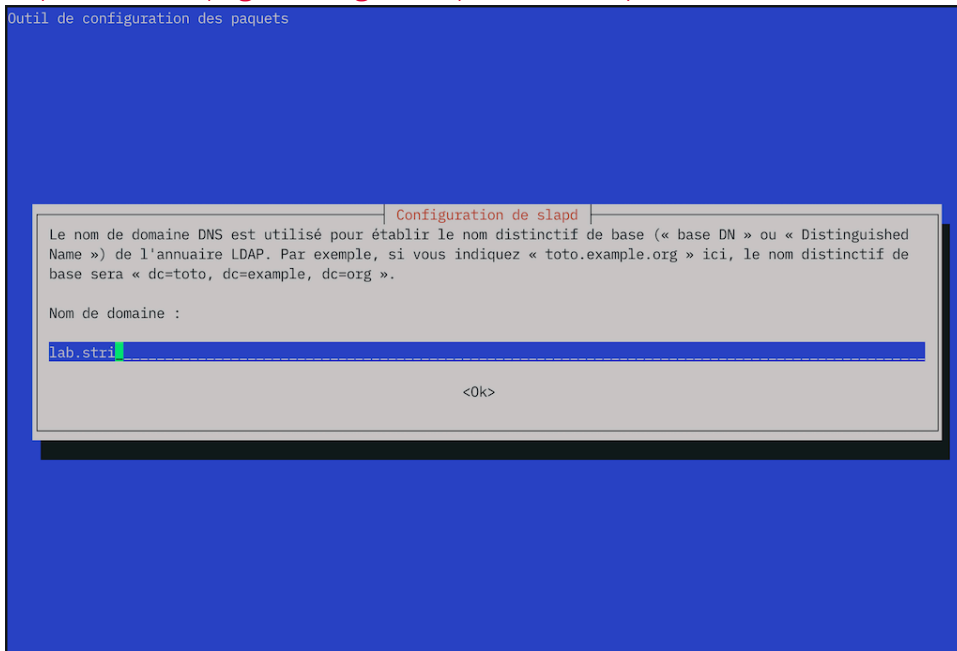 Outil de configuration des paquets
Configuration de slapd
Le nom de domaine DNS est utilisé pour établir le nom distinctif de base (« base DN » ou « Distinguished
Name ») de l'annuaire LDAP. Par exemple, si vous indiquez « toto.example.org » ici, le nom distinctif de
base sera « dc=toto, dc=example, dc=org ».
Nom de domaine :
lab.stri
<Ok>